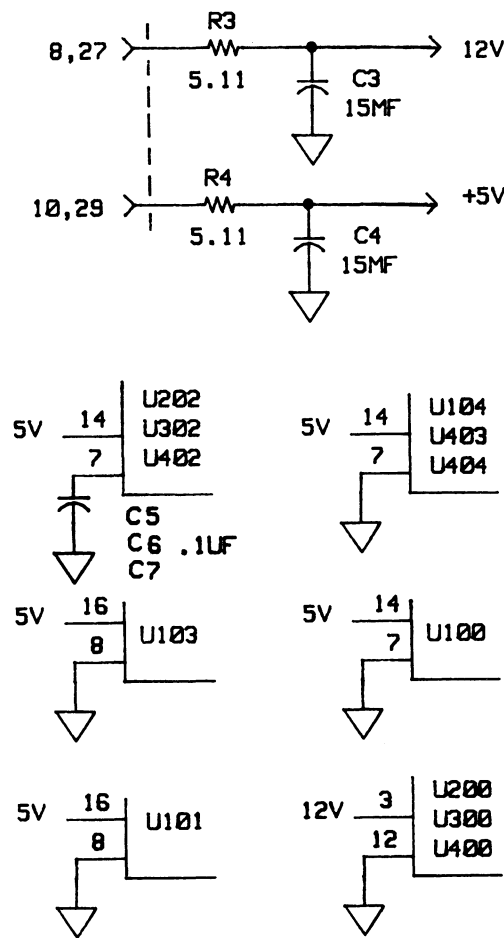 R3
8,27 12V
5.11 C3
15MF
R4
10,29 +5V
5.11 C4
15MF
U202
5V 14 U302
7 U402
C5
C6 .1UF
C7
U104
5V 14 U403
7 U404
5V 16 U103
8
5V 14 U100
7
5V 16 U101
8
U200
12V 3 U300
12 U400